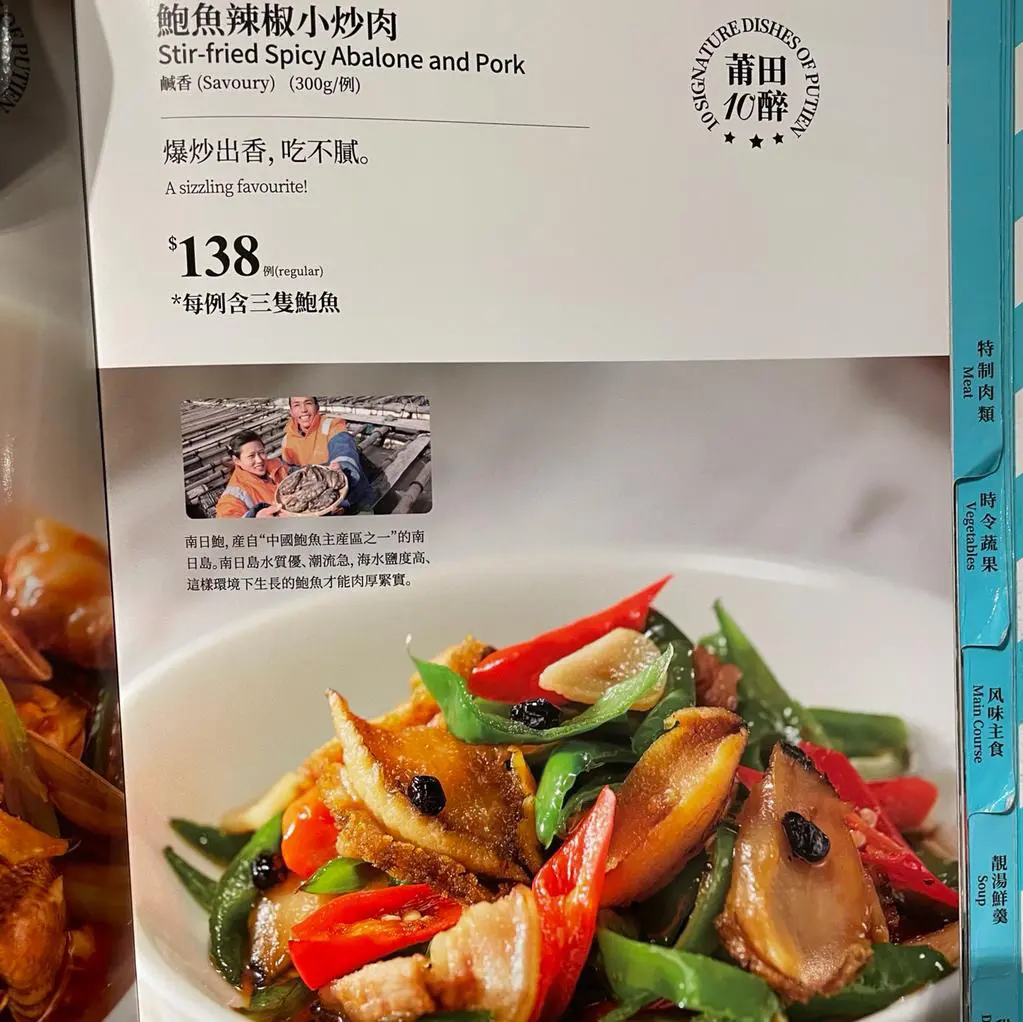 鮑魚辣椒小炒肉
Stir-fried Spicy Abalone and Pork
鹹香 (Savoury) (300g/例)
10 SIGNATURE DISHES OF PUTIEN
莆田
10醉
爆炒出香, 吃不膩。
A sizzling favourite!
$138 例(regular)
*每例含三隻鮑魚
南日鮑, 産自“中國鮑魚主産區之一”的南
日島。南日島水質優、潮流急, 海水鹽度高、
這樣環境下生長的鮑魚才能肉厚緊實。
特制肉類
Meat
時令蔬果
Vegetables
风味主食
Main Course
靚湯鮮羹
Soup
OF PUTIEN